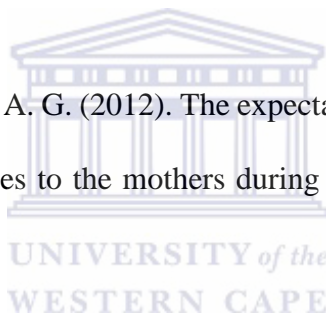 A. G. (2012). The expecta
es to the mothers during
UNIVERSITY of the
WESTERN CAPE